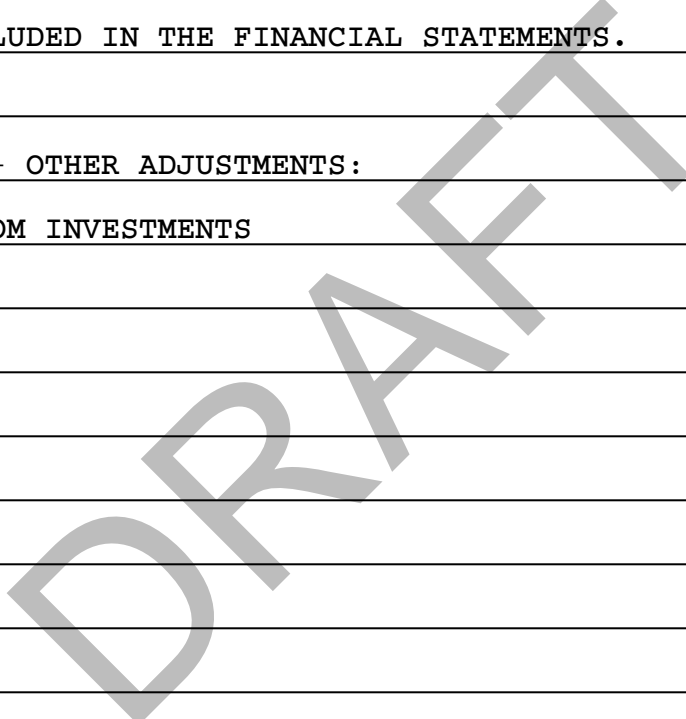 LUDED IN THE FINANCIAL STATEMENTS.
- OTHER ADJUSTMENTS:
OM INVESTMENTS
DRAFT